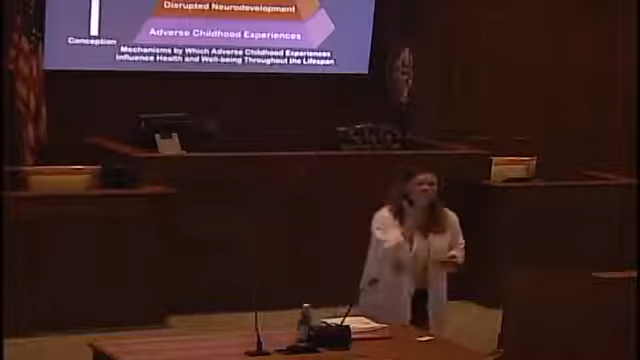 Disrupted Neurodevelopment
Adverse Childhood Experiences
Conception
Mechanisms by Which Adverse Childhood Experiences
Influence Health and Well-being Throughout the Lifespan